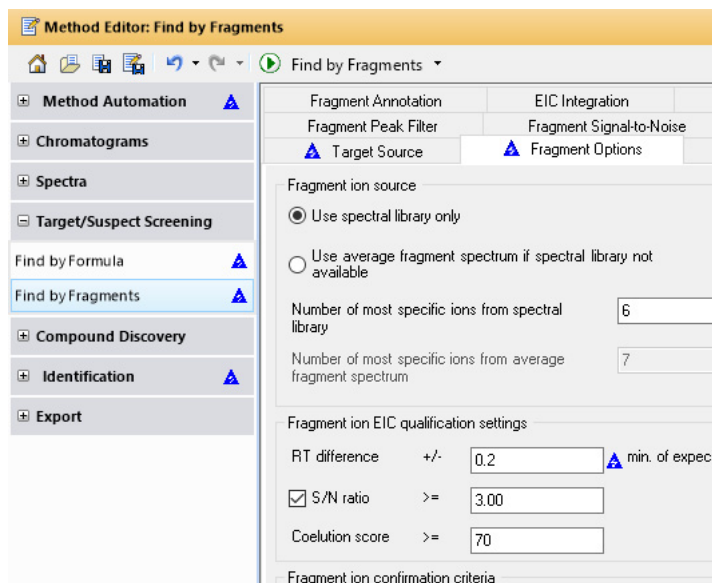 Method Editor: Find by Fragments
Find by Fragments
Method Automation
Chromatograms
Spectra
Target/Suspect Screening
Find by Formula
Find by Fragments
Compound Discovery
Identification
Export
Fragment Annotation
EIC Integration
Fragment Peak Filter
Fragment Signal-to-Noise
Target Source
Fragment Options
Fragment ion source
Use spectral library only
Use average fragment spectrum if spectral library not
available
Number of most specific ions from spectral
library
6
Number of most specific ions from average
fragment spectrum
7
Fragment ion EIC qualification settings
RT difference +/- 0.2 min. of expec
S/N ratio >= 3.00
Coelution score >= 70
Fragment ion confirmation criteria